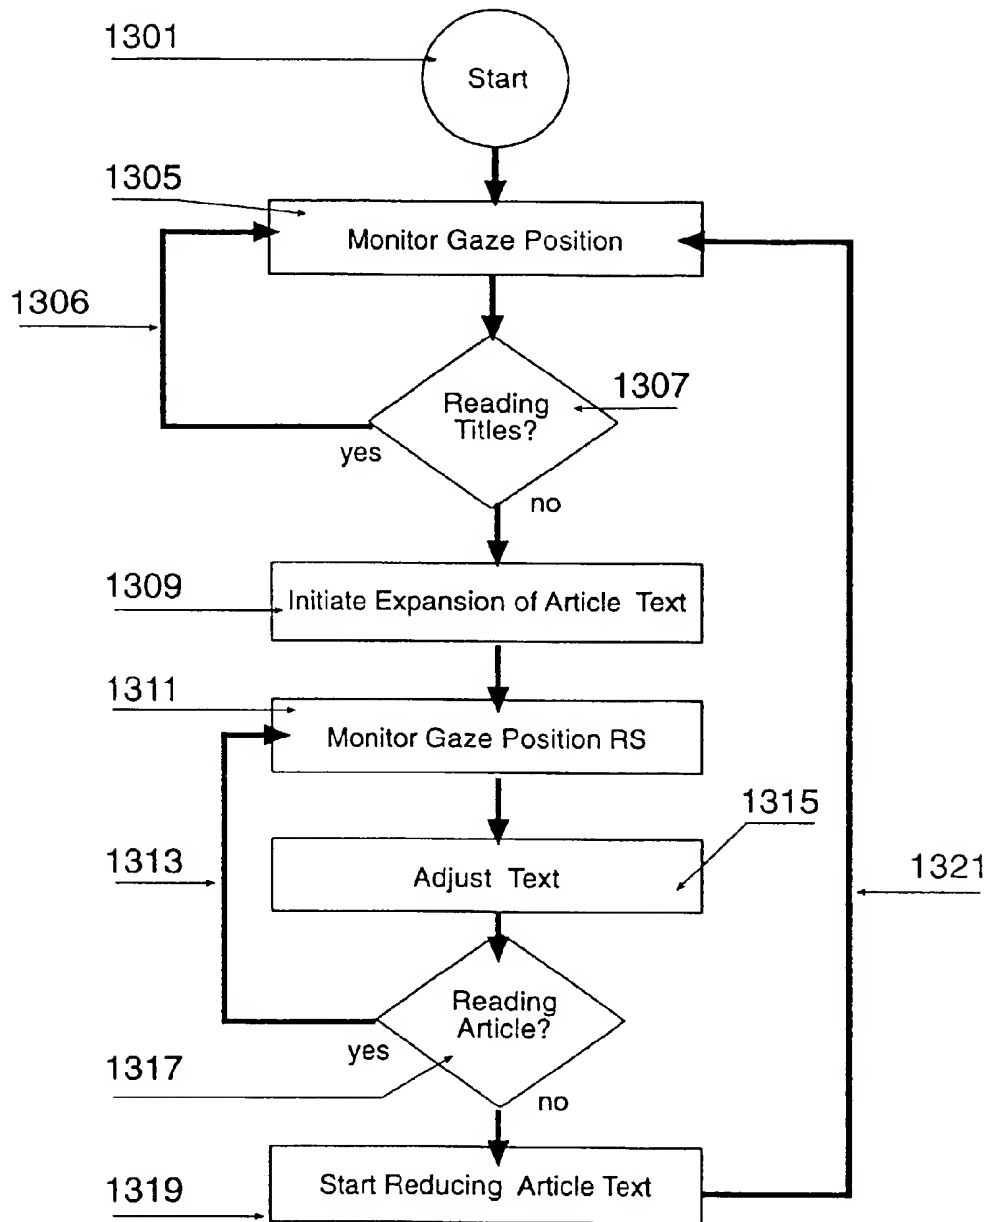 1301
Start
1305
Monitor Gaze Position
1306
1307
Reading
Titles?
yes
no
1309
Initiate Expansion of Article Text
1311
Monitor Gaze Position RS
1315
Adjust Text
1313
1321
Reading
Article?
yes
1317
no
Start Reducing Article Text
1319